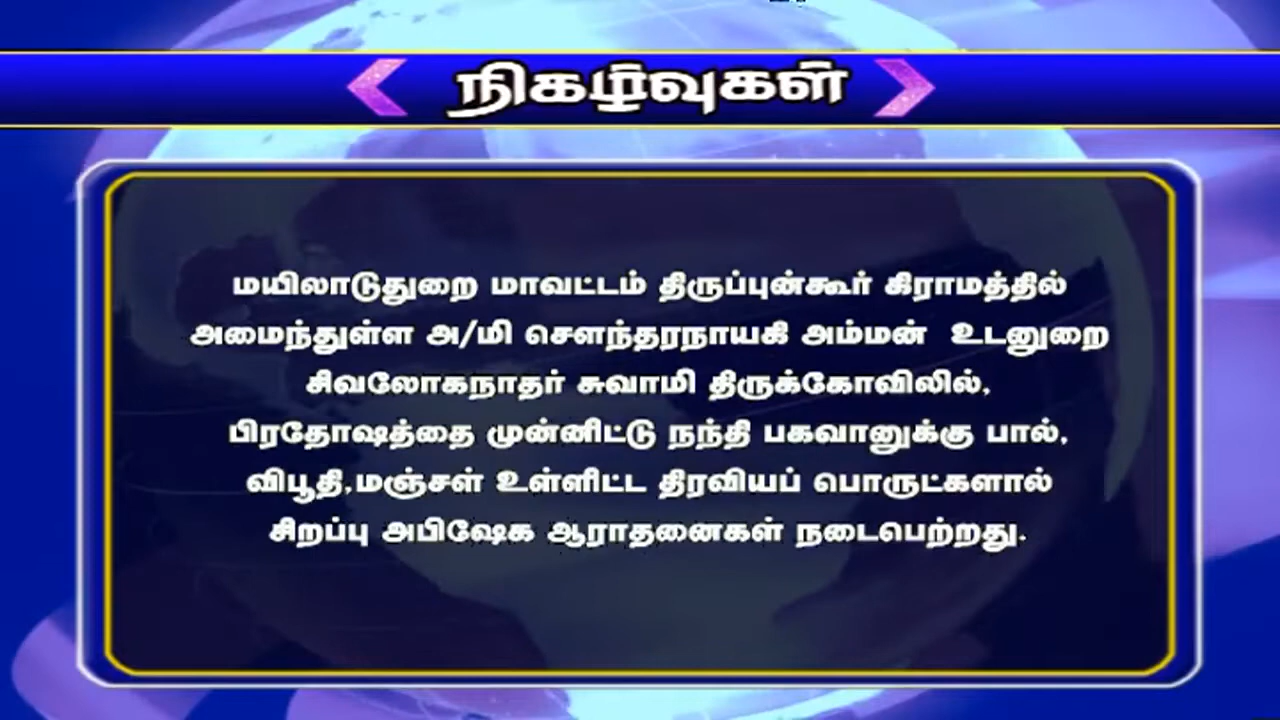 நிகழ்வுகள்
மயிலாடுதுறை மாவட்டம் திருப்புன்கூர் கிராமத்தில்
அமைந்துள்ள அ/மி சௌந்தரநாயகி அம்மன் உடனுறை
சிவலோகநாதர் சுவாமி திருக்கோவிலில்,
பிரதோஷத்தை முன்னிட்டு நந்தி பகவானுக்கு பால்,
விபூதி,மஞ்சள் உள்ளிட்ட திரவியப் பொருட்களால்
சிறப்பு அபிஷேக ஆராதனைகள் நடைபெற்றது.